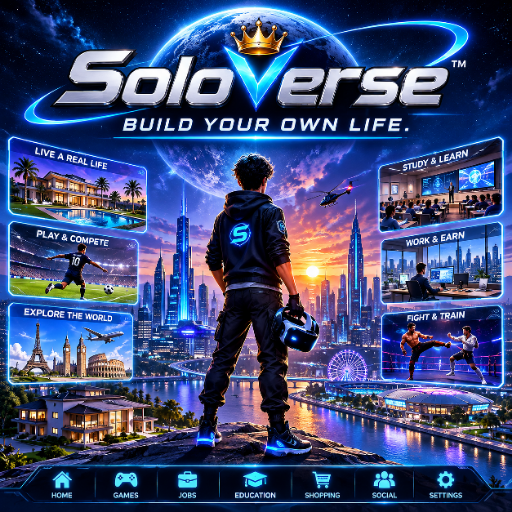 SoloVerse™
BUILD YOUR OWN LIFE.
LIVE A REAL LIFE
STUDY & LEARN
PLAY & COMPETE
10
WORK & EARN
S
EXPLORE THE WORLD
FIGHT & TRAIN
HOME
GAMES
JOBS
EDUCATION
SHOPPING
SOCIAL
SETTINGS